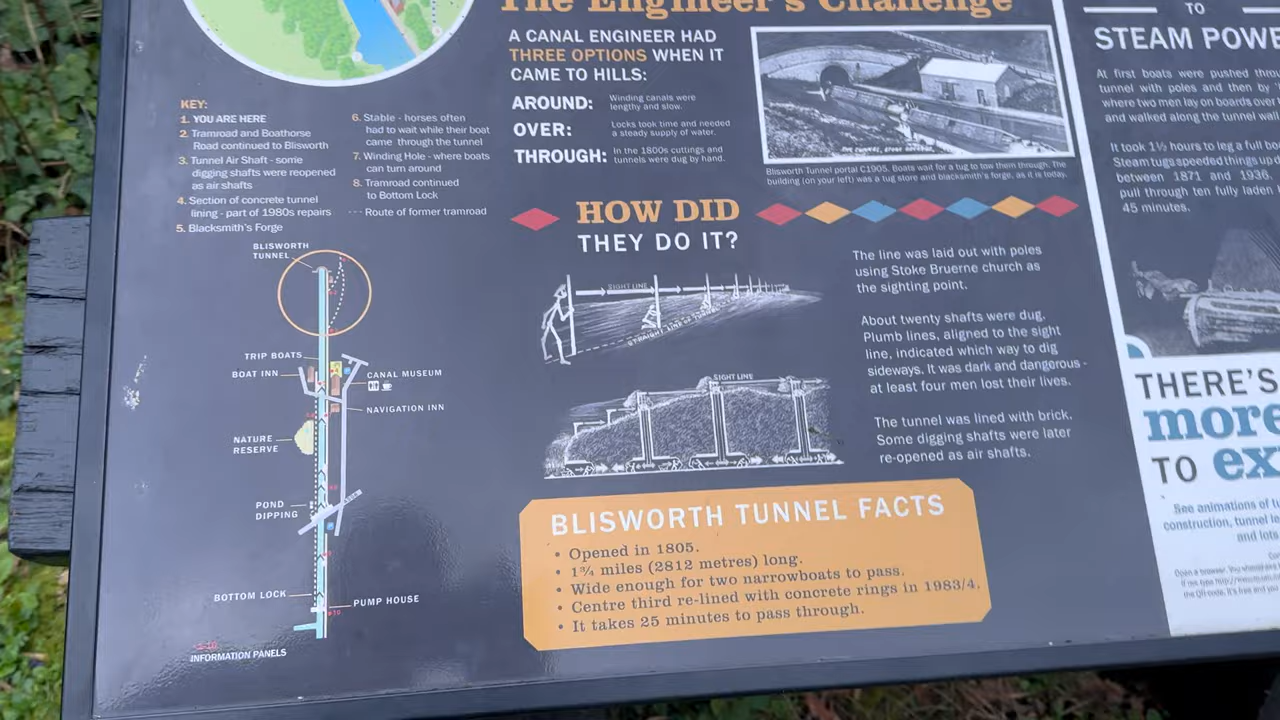 The Engineer's Challenge
A CANAL ENGINEER HAD
THREE OPTIONS WHEN IT
CAME TO HILLS:
AROUND: Winding canals were
lengthy and slow.
OVER: Locks took time and needed
a steady supply of water.
THROUGH: In the 1800s cuttings and
tunnels were dug by hand.
THE TUNNEL, STOKE BRUERNE.
Blisworth Tunnel portal C1905. Boats wait for a tug to tow them through. The
building (on your left) was a tug store and blacksmith's forge, as it is today.
KEY:
1. YOU ARE HERE
2. Tramroad and Boathorse
Road continued to Blisworth
3. Tunnel Air Shaft - some
digging shafts were reopened
as air shafts
4. Section of concrete tunnel
lining - part of 1980s repairs
5. Blacksmith's Forge
6. Stable - horses often
had to wait while their boat
came through the tunnel
7. Winding Hole - where boats
can turn around
8. Tramroad continued
to Bottom Lock
Route of former tramroad
BLISWORTH
TUNNEL
TRIP BOATS
BOAT INN
CANAL MUSEUM
NAVIGATION INN
NATURE
RESERVE
POND
DIPPING
BOTTOM LOCK
PUMP HOUSE
INFORMATION PANELS
HOW DID
THEY DO IT?
SIGHT LINE
STRAIGHT LINE OF TUNNEL
SIGHT LINE
The line was laid out with poles
using Stoke Bruerne church as
the sighting point.
About twenty shafts were dug.
Plumb lines, aligned to the sight
line, indicated which way to dig
sideways. It was dark and dangerous -
at least four men lost their lives.
The tunnel was lined with brick.
Some digging shafts were later
re-opened as air shafts.
BLISWORTH TUNNEL FACTS
• Opened in 1805.
• 1¾ miles (2812 metres) long.
• Wide enough for two narrowboats to pass.
• Centre third re-lined with concrete rings in 1983/4.
• It takes 25 minutes to pass through.
TO
STEAM POWE
At first boats were pushed throu
tunnel with poles and then by
where two men lay on boards over
and walked along the tunnel wall
It took 1½ hours to leg a full bo
Steam tugs speeded things up
between 1871 and 1936.
pull through ten fully laden
45 minutes.
THERE'S
more
TO ex
See animations of
construction, tunnel
and lots